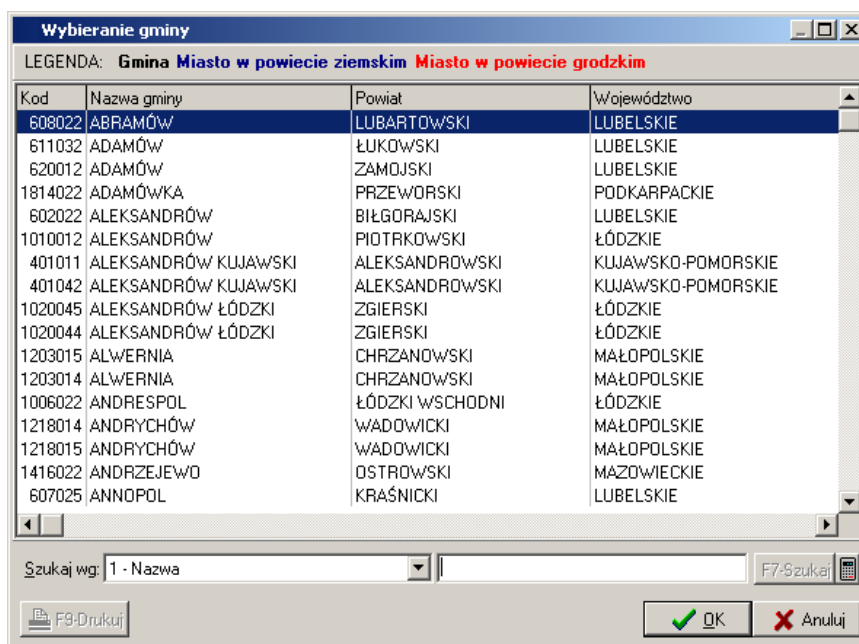 Wybieranie gminy
LEGENDA: Gmina Miasto w powiecie ziemskim Miasto w powiecie grodzkim
Kod Nazwa gminy Powiat Województwo
608022 ABRAMÓW LUBARTOWSKI LUBELSKIE
611032 ADAMÓW ŁUKOWSKI LUBELSKIE
620012 ADAMÓW ZAMOJSKI LUBELSKIE
1814022 ADAMÓWKA PRZEWORSKI PODKARPACKIE
602022 ALEKSANDRÓW BIŁGORAJSKI LUBELSKIE
1010012 ALEKSANDRÓW PIOTRKOWSKI ŁÓDZKIE
401011 ALEKSANDRÓW KUJAWSKI ALEKSANDROWSKI KUJAWSKO-POMORSKIE
401042 ALEKSANDRÓW KUJAWSKI ALEKSANDROWSKI KUJAWSKO-POMORSKIE
1020045 ALEKSANDRÓW ŁÓDZKI ZGIERSKI ŁÓDZKIE
1020044 ALEKSANDRÓW ŁÓDZKI ZGIERSKI ŁÓDZKIE
1203015 ALWERNIA CHRZANOWSKI MAŁOPOLSKIE
1203014 ALWERNIA CHRZANOWSKI MAŁOPOLSKIE
1006022 ANDRESPOL ŁÓDZKI WSCHODNI ŁÓDZKIE
1218014 ANDRYCHÓW WADOWICKI MAŁOPOLSKIE
1218015 ANDRYCHÓW WADOWICKI MAŁOPOLSKIE
1416022 ANDRZEJEWO OSTROWSKI MAZOWIECKIE
607025 ANNOPOL KRAŚNICKI LUBELSKIE
Szukaj wg: 1 - Nazwa F7-Szukaj
F9-Drukuj OK Anuluj